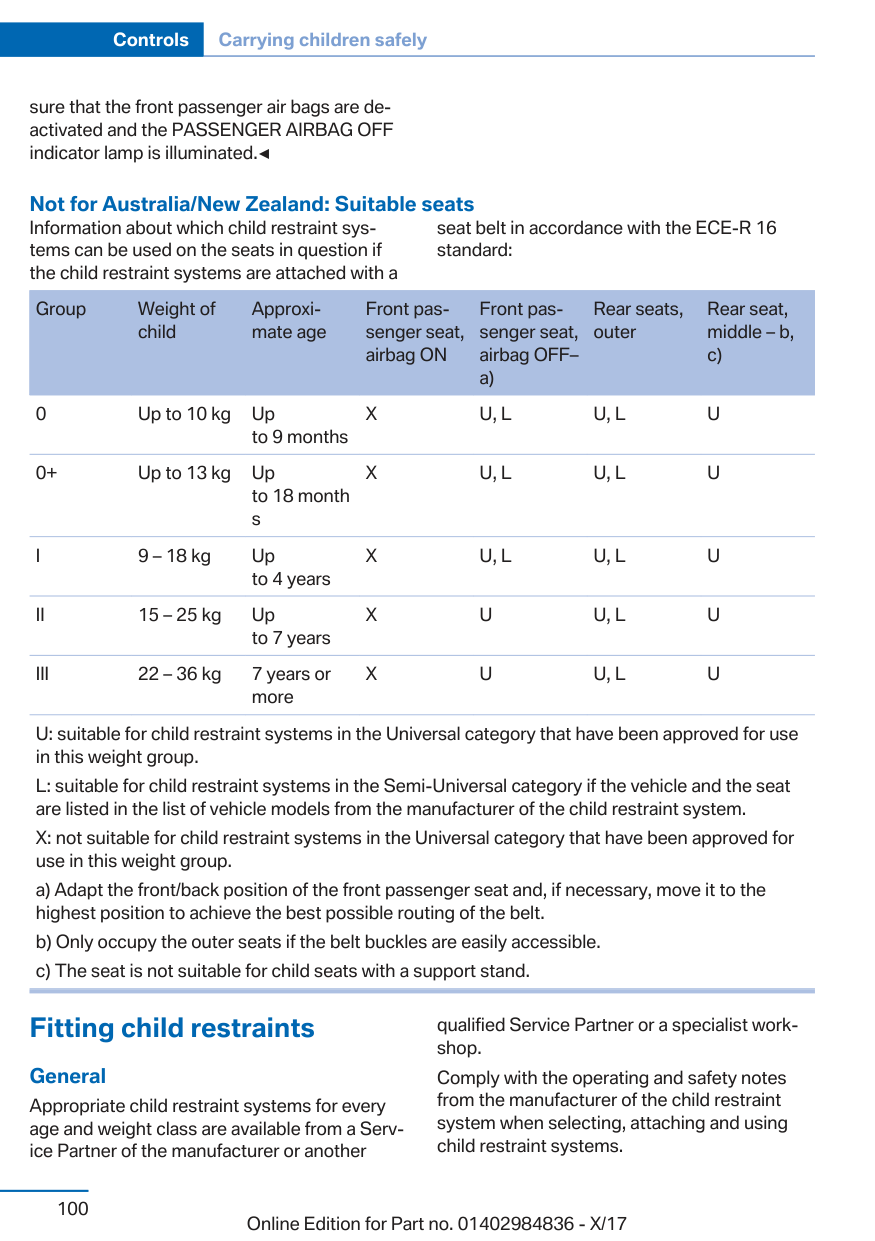 Controls Carrying children safely
sure that the front passenger air bags are de-
activated and the PASSENGER AIRBAG OFF
indicator lamp is illuminated.◄
Not for Australia/New Zealand: Suitable seats
Information about which child restraint sys-
tems can be used on the seats in question if
the child restraint systems are attached with a
seat belt in accordance with the ECE-R 16
standard:
Group Weight of child Approxi-mate age Front pas-senger seat, airbag ON Front pas-senger seat, airbag OFF– a) Rear seats, outer Rear seat, middle – b, c)
0 Up to 10 kg Up to 9 months X U, L U, L U
0+ Up to 13 kg Up to 18 month s X U, L U, L U
I 9 – 18 kg Up to 4 years X U, L U, L U
II 15 – 25 kg Up to 7 years X U U, L U
III 22 – 36 kg 7 years or more X U U, L U
U: suitable for child restraint systems in the Universal category that have been approved for use
in this weight group.
L: suitable for child restraint systems in the Semi-Universal category if the vehicle and the seat
are listed in the list of vehicle models from the manufacturer of the child restraint system.
X: not suitable for child restraint systems in the Universal category that have been approved for
use in this weight group.
a) Adapt the front/back position of the front passenger seat and, if necessary, move it to the
highest position to achieve the best possible routing of the belt.
b) Only occupy the outer seats if the belt buckles are easily accessible.
c) The seat is not suitable for child seats with a support stand.
Fitting child restraints
General
Appropriate child restraint systems for every
age and weight class are available from a Serv-
ice Partner of the manufacturer or another
qualified Service Partner or a specialist work-
shop.
Comply with the operating and safety notes
from the manufacturer of the child restraint
system when selecting, attaching and using
child restraint systems.
100
Online Edition for Part no. 01402984836 - X/17